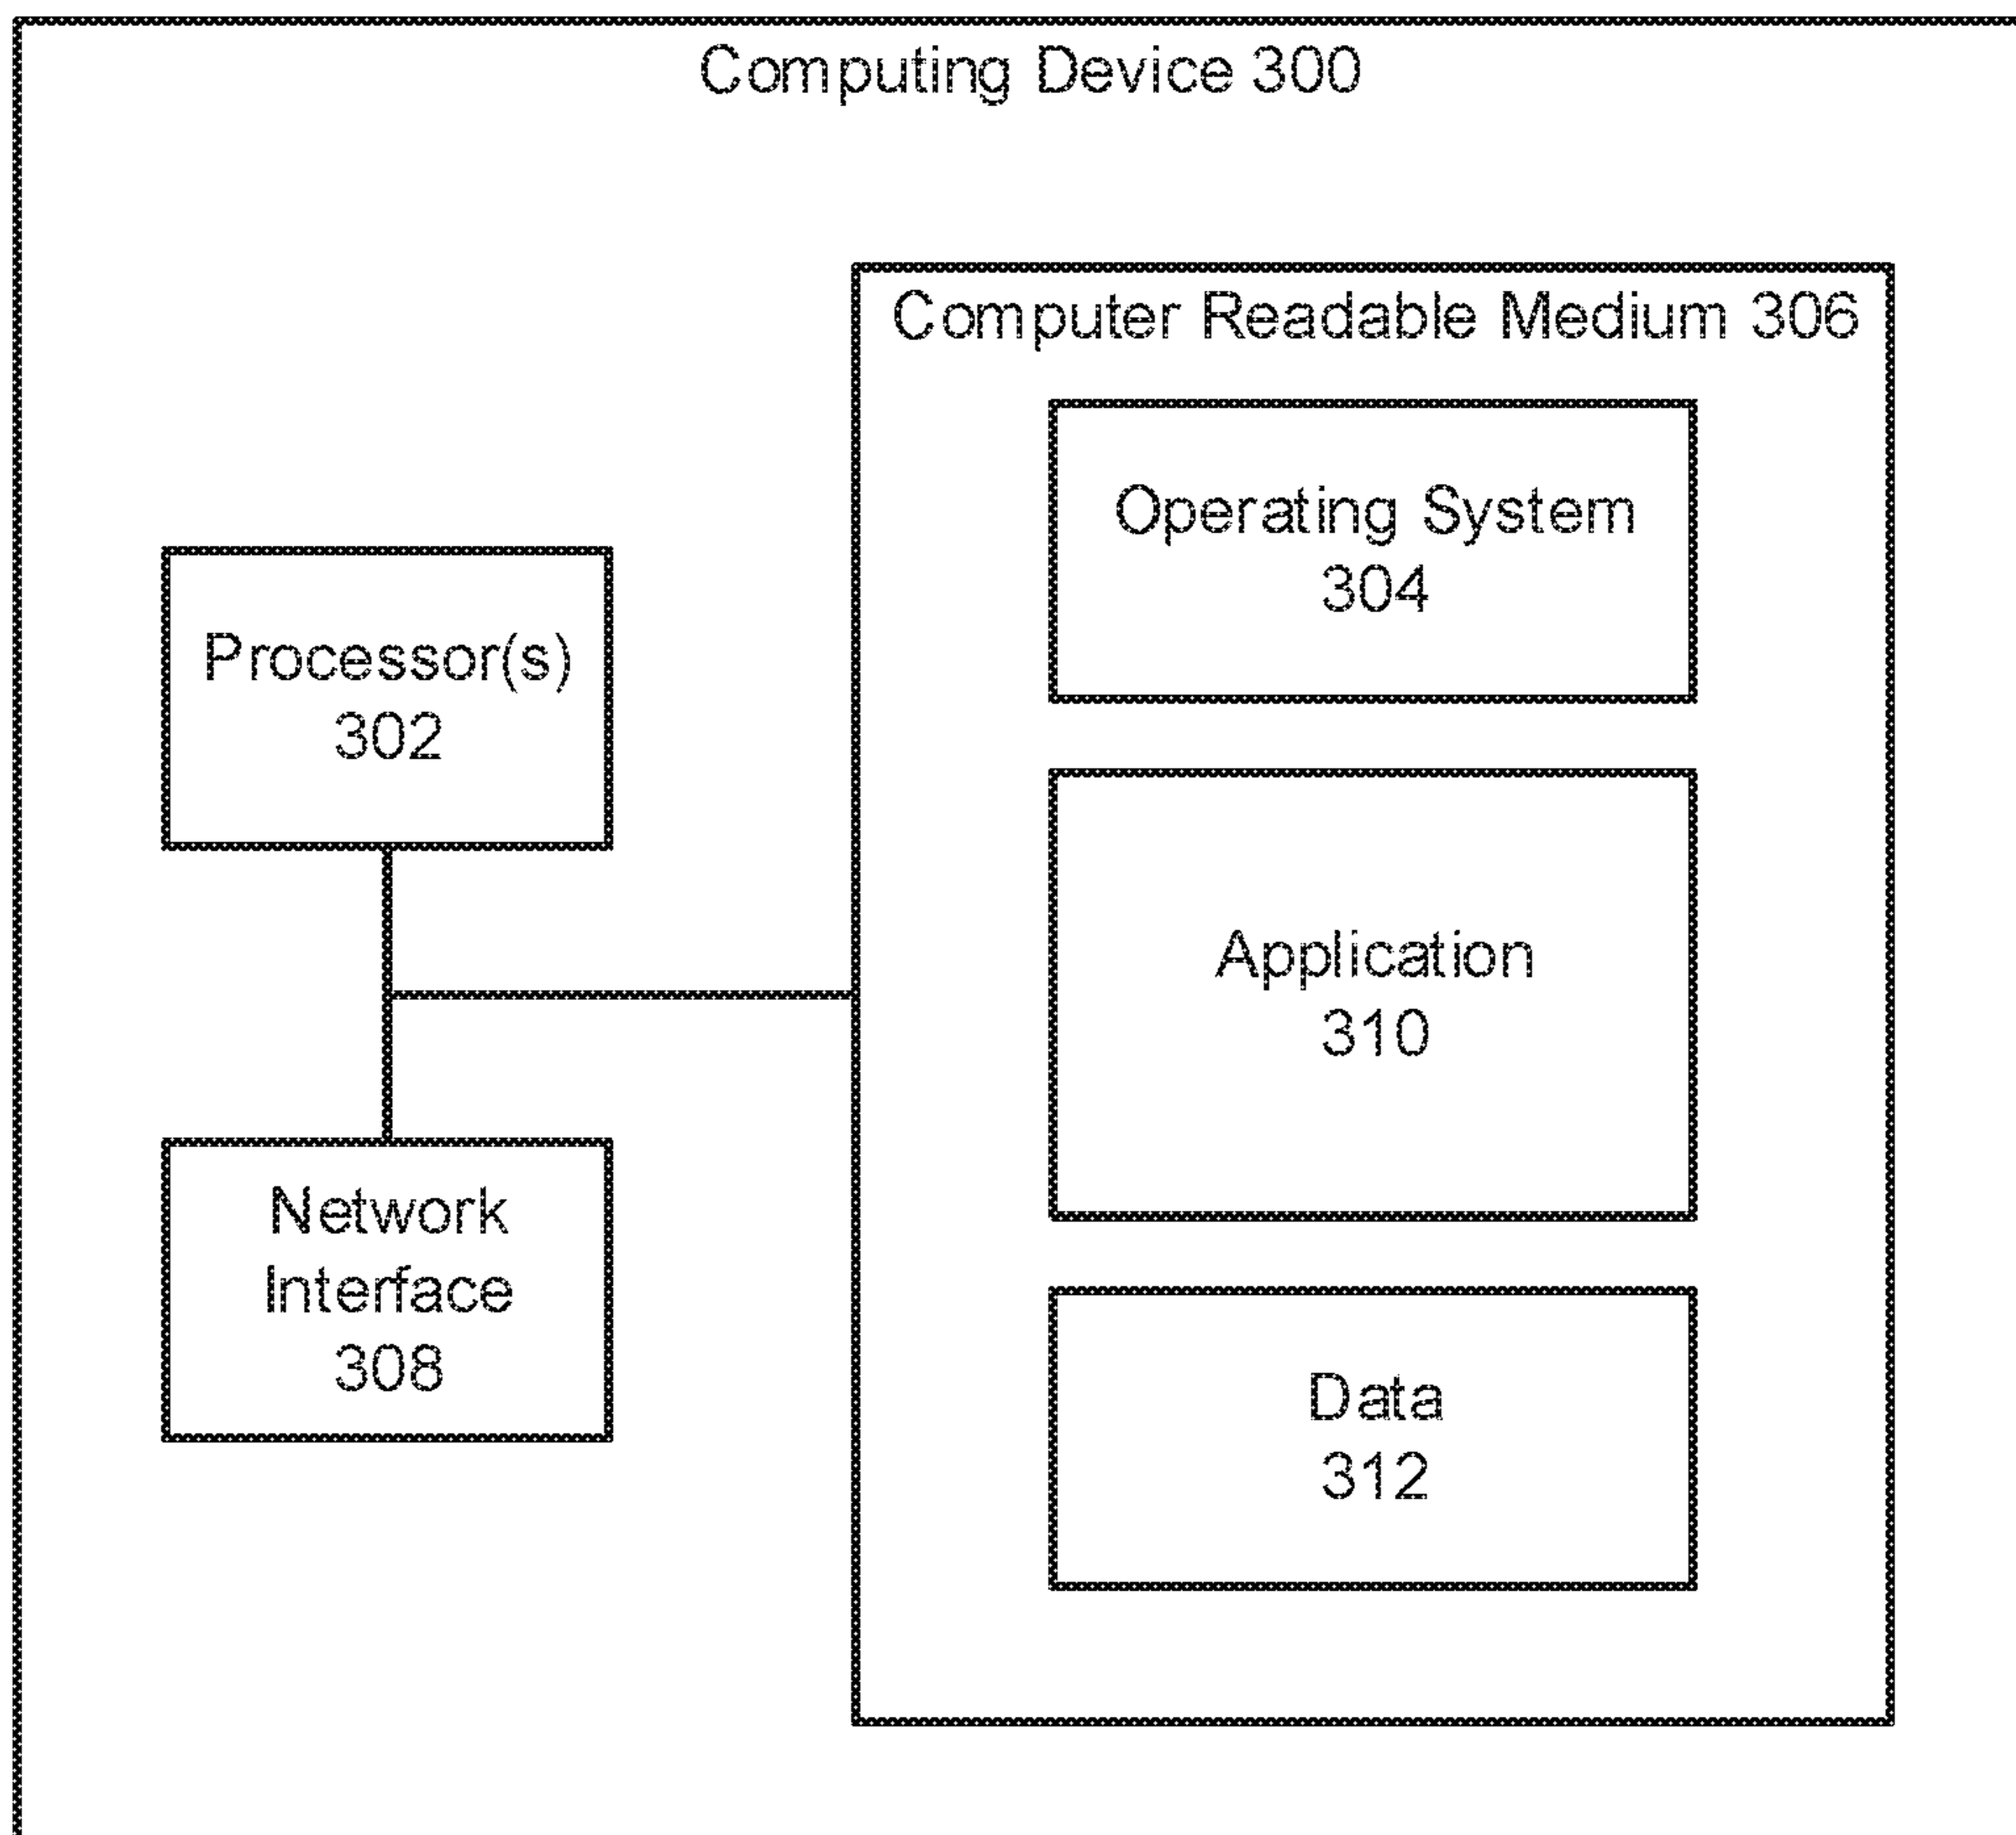 Computing Device 300
Computer Readable Medium 306
Operating System
304
Processor(s)
302
Application
310
Network
Interface
308
Data
312